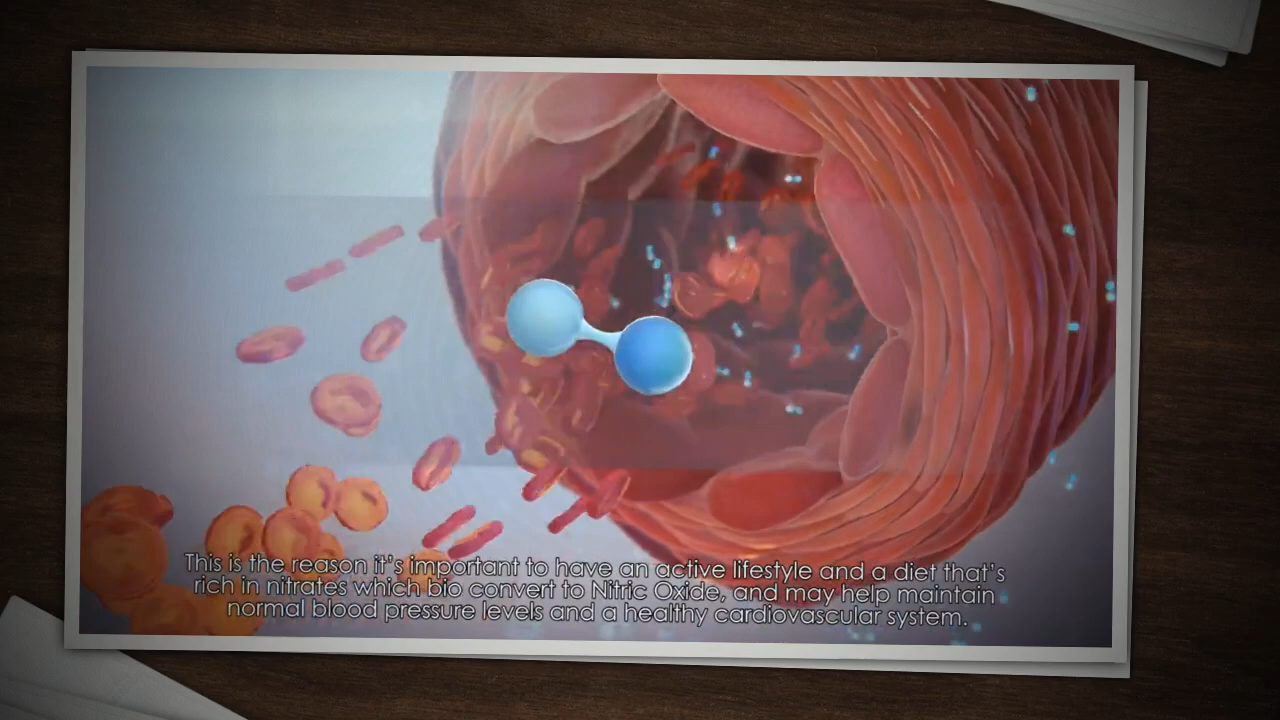 This is the reason it's important to have an active lifestyle and a diet that's
rich in nitrates which bio convert to Nitric Oxide, and may help maintain
normal blood pressure levels and a healthy cardiovascular system.